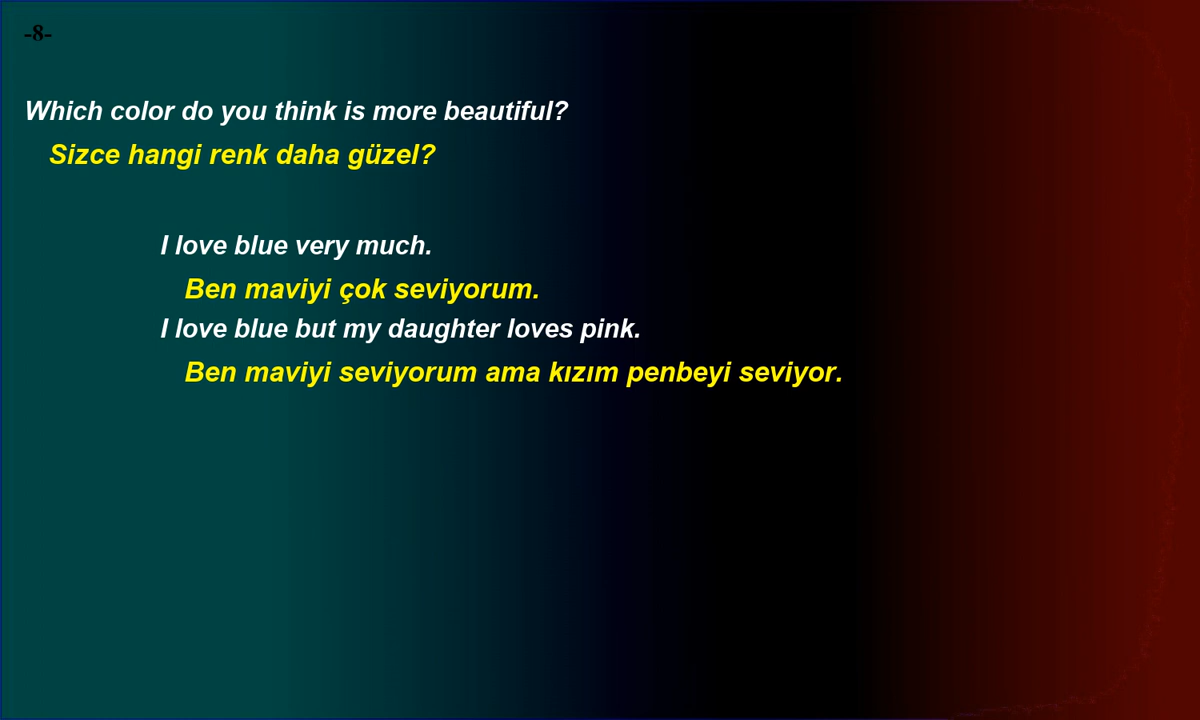 -8-
Which color do you think is more beautiful?
Sizce hangi renk daha güzel?
I love blue very much.
Ben maviyi çok seviyorum.
I love blue but my daughter loves pink.
Ben maviyi seviyorum ama kızım penbeyi seviyor.